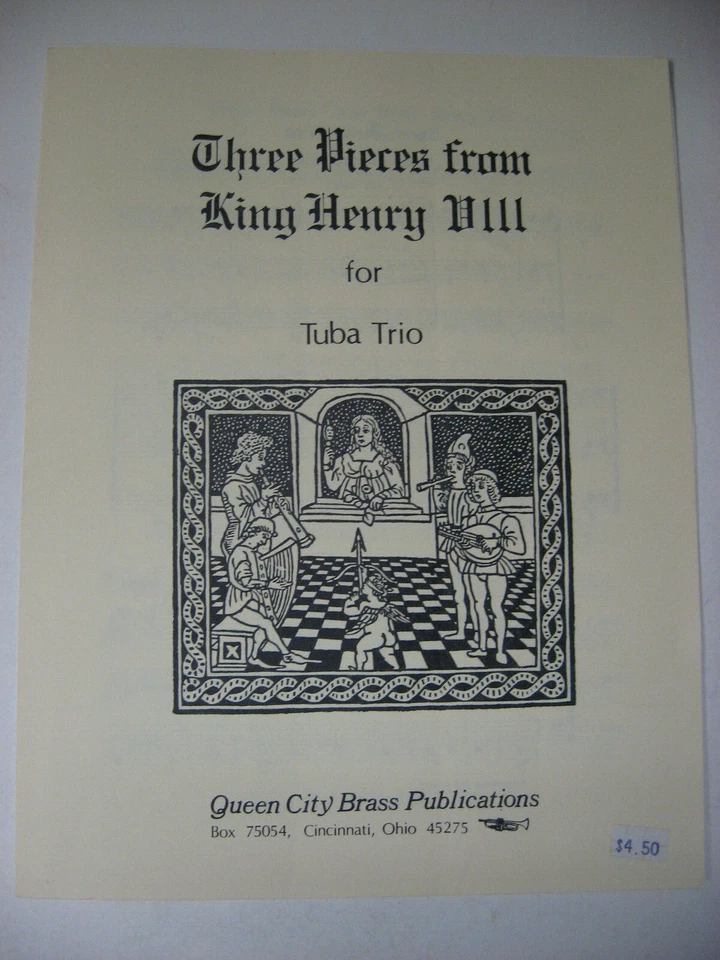 Three Pieces from
King Henry VIII
for
Tuba Trio
Queen City Brass Publications
Box 75054, Cincinnati, Ohio 45275
$4.50